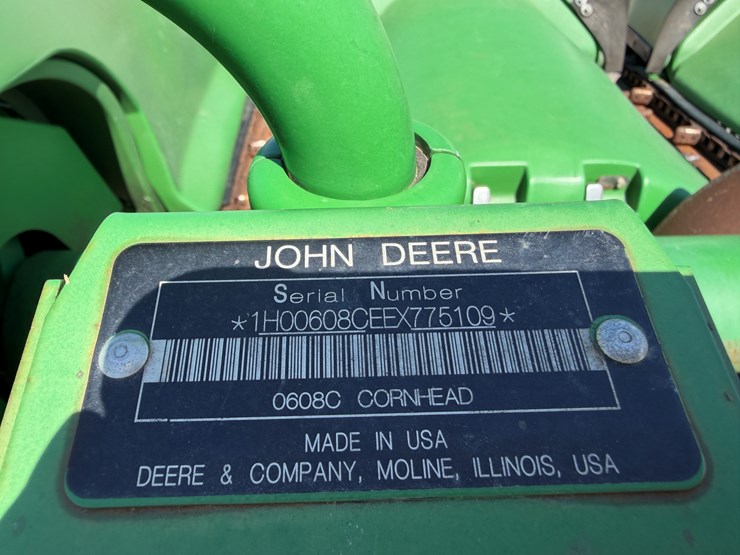 JOHN DEERE
Serial Number
*1H00608CEEX775109*
0608C CORNHEAD
MADE IN USA
DEERE & COMPANY, MOLINE, ILLINOIS, USA